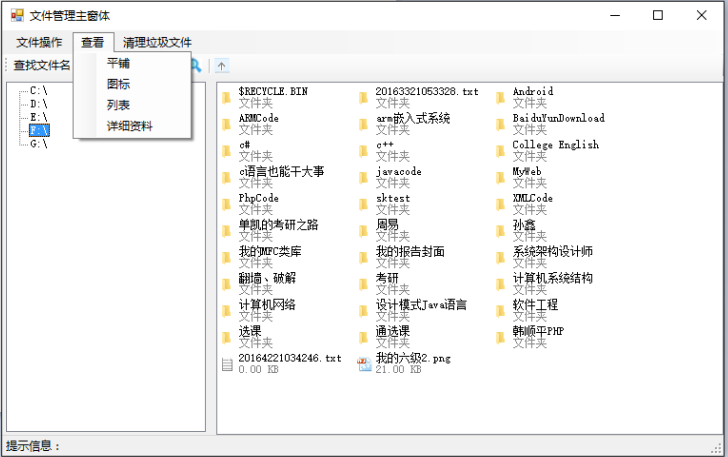 文件管理主窗体
文件操作 查看 清理垃圾文件
查找文件名
平铺
图标
列表
详细资料
C:\
D:\
E:\
F:\
G:\
$RECYCLE.BIN 20163321053328.txt Android
文件夹 文件夹 文件夹
ARMCode arm嵌入式系统 BaiduYunDownload
文件夹 文件夹 文件夹
c# c++ College English
文件夹 文件夹 文件夹
c语言也能干大事 javacode MyWeb
文件夹 文件夹 文件夹
PhpCode sktest XMLCode
文件夹 文件夹 文件夹
单凯的考研之路 周易 孙鑫
文件夹 文件夹 文件夹
我的MFC类库 我的报告封面 系统架构设计师
文件夹 文件夹 文件夹
翻墙、破解 考研 计算机系统结构
文件夹 文件夹 文件夹
计算机网络 设计模式Java语言 软件工程
文件夹 文件夹 文件夹
选课 通选课 韩顺平PHP
文件夹 文件夹 文件夹
20164221034246.txt 我的六级2.png
0.00 KB 21.00 KB
提示信息：